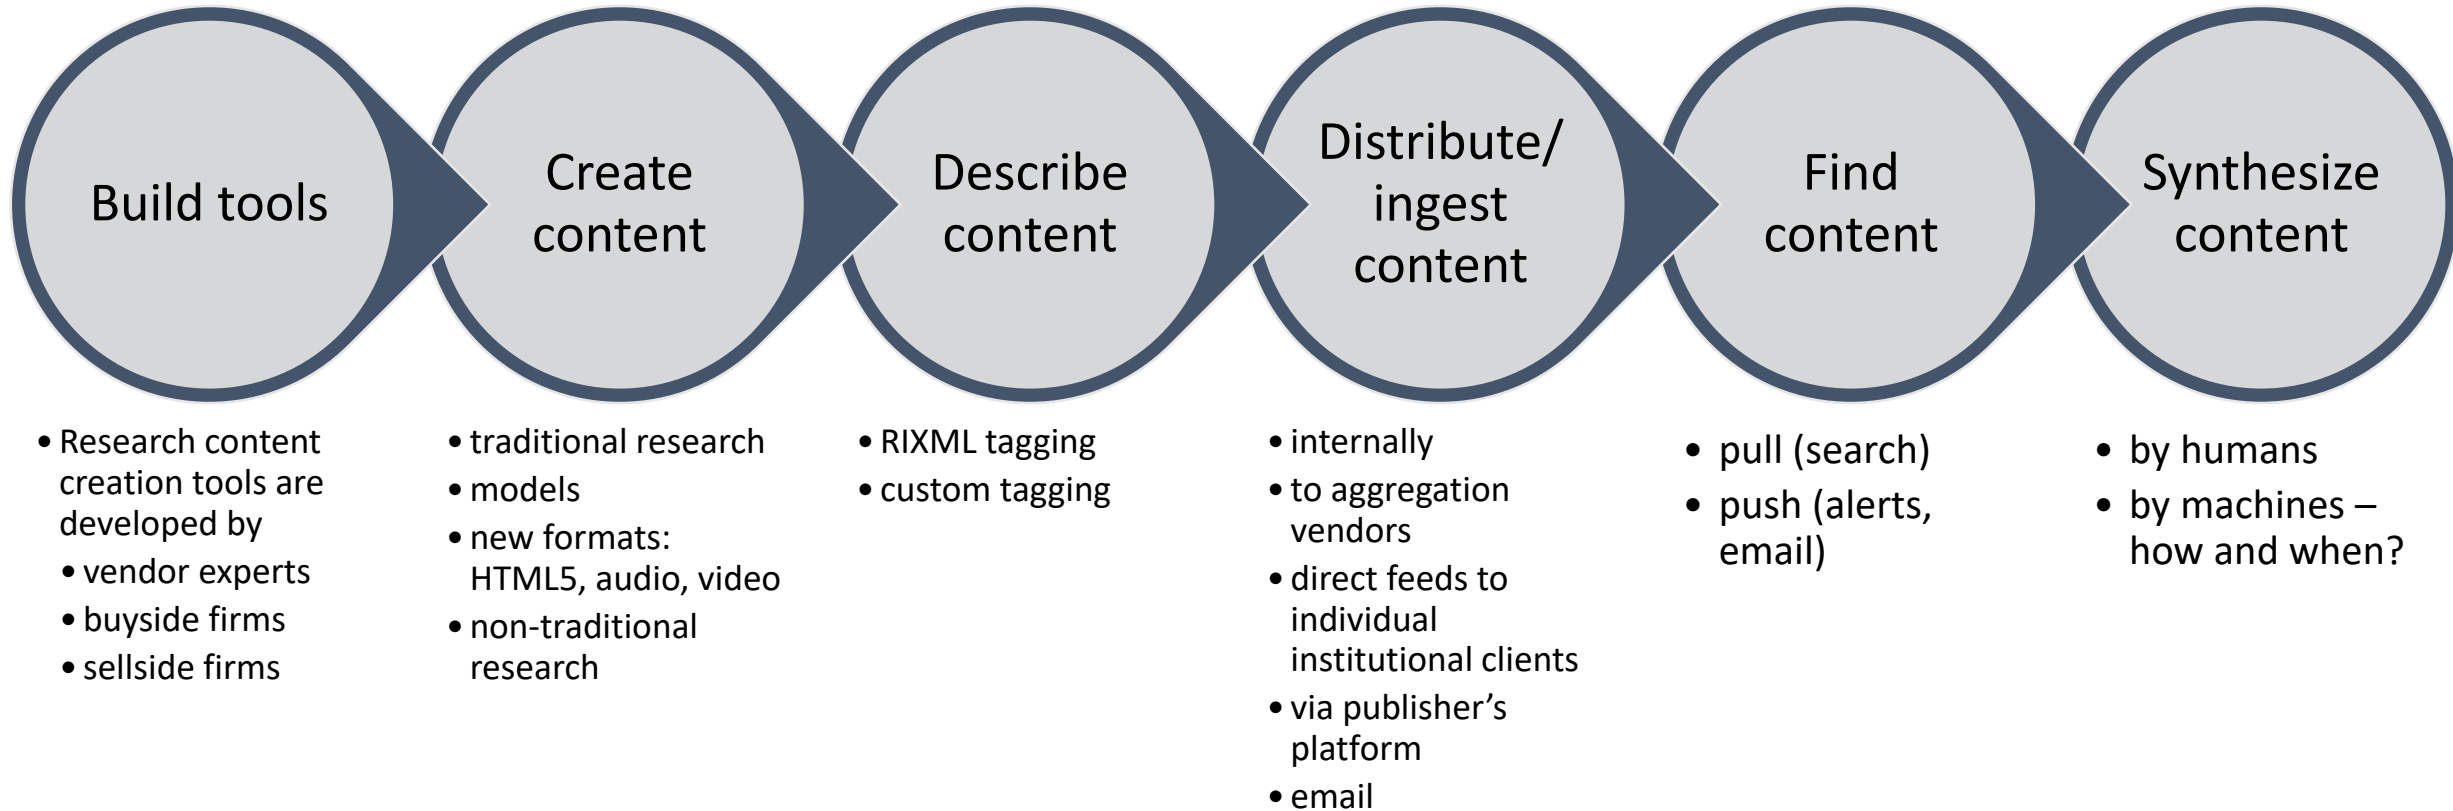 Build tools
Create
content
Describe
content
Distribute/
ingest
content
Find
content
Synthesize
content
• Research content
creation tools are
developed by
• vendor experts
• buyside firms
• sellside firms
• traditional research
• models
• new formats:
HTML5, audio, video
• non-traditional
research
• RIXML tagging
• custom tagging
• internally
• to aggregation
vendors
• direct feeds to
individual
institutional clients
• via publisher’s
platform
• email
• pull (search)
• push (alerts,
email)
• by humans
• by machines –
how and when?